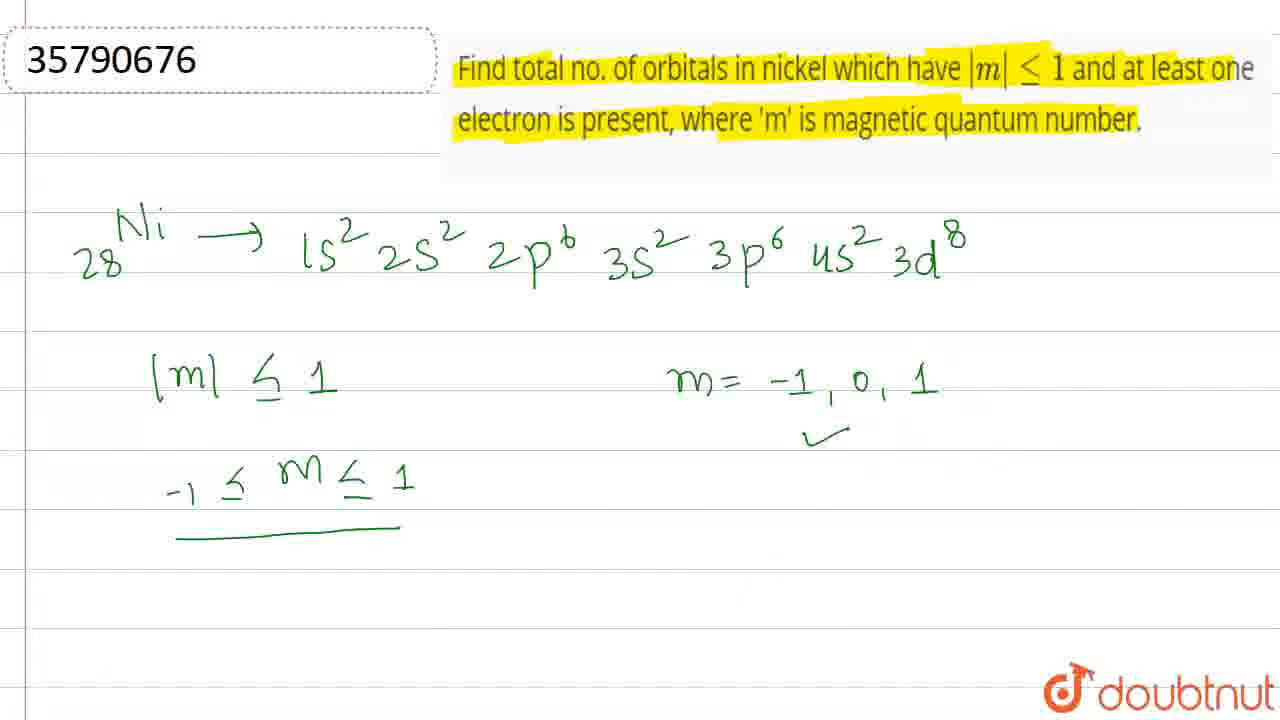 35790676
Find total no. of orbitals in nickel which have |m| ≤ 1 and at least one
electron is present, where 'm' is magnetic quantum number.
₂₈Ni → 1s² 2s² 2p⁶ 3s² 3p⁶ 4s² 3d⁸
|m| ≤ 1
m = -1, 0, 1
-1 ≤ m ≤ 1
doubtnut